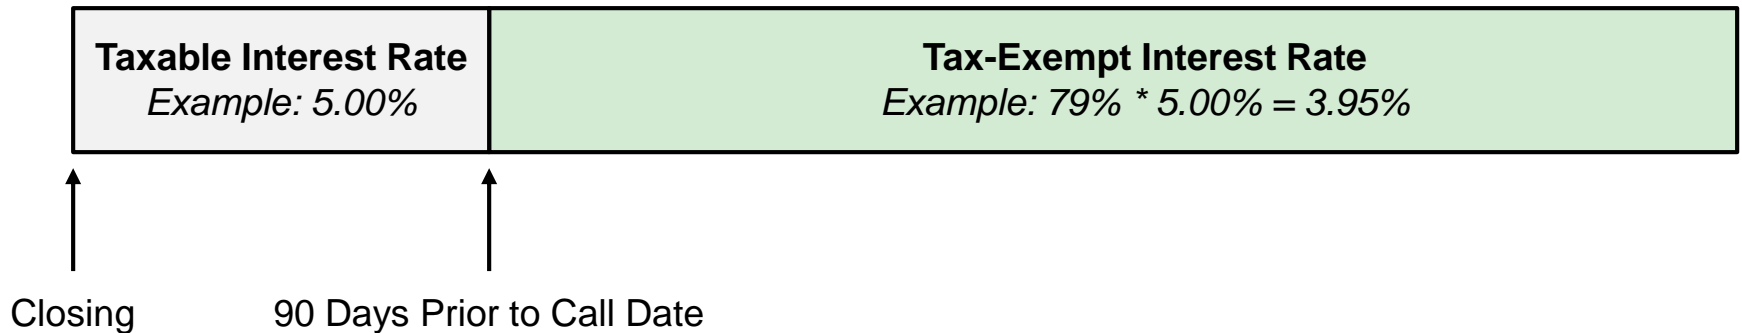 Taxable Interest Rate
Example: 5.00%
Tax-Exempt Interest Rate
Example: 79% * 5.00% = 3.95%
Closing
90 Days Prior to Call Date